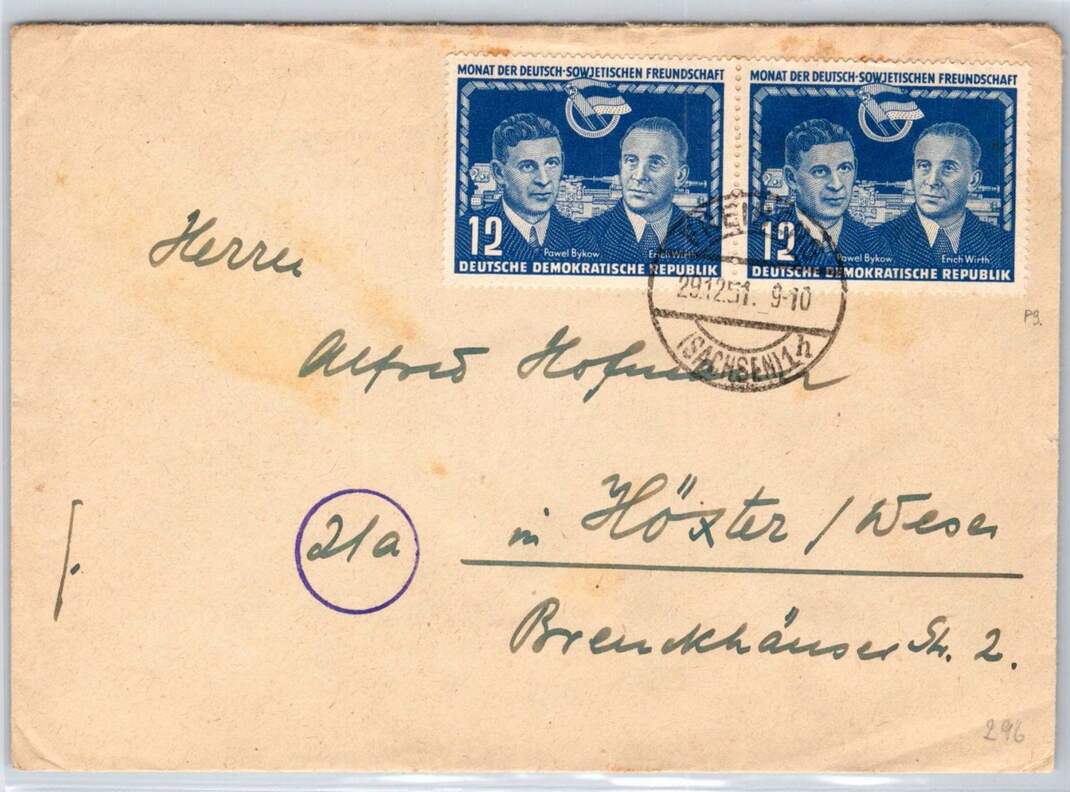 MONAT DER DEUTSCH-SOWJETISCHEN FREUNDSCHAFT
12
Pawel Bykow Erich Wirth
DEUTSCHE DEMOKRATISCHE REPUBLIK
MONAT DER DEUTSCH-SOWJETISCHEN FREUNDSCHAFT
12
Pawel Bykow Erich Wirth
DEUTSCHE DEMOKRATISCHE REPUBLIK
29.12.51. 9-10
(SACHSEN) 1 h
P9.
Herrn
Alfred
21a
in Höxter / Weser
Brenckhäuser Str. 2.
296